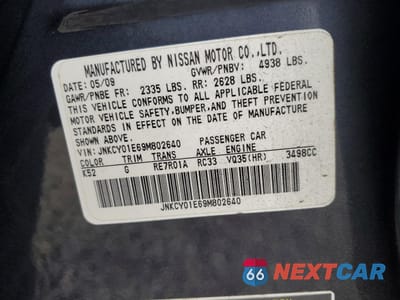 MANUFACTURED BY NISSAN MOTOR CO.,LTD.
DATE: 05/09 GVWR/PNBV: 4938 LBS.
GAWR/PNBE FR: 2335 LBS. RR: 2628 LBS.
THIS VEHICLE CONFORMS TO ALL APPLICABLE FEDERAL
MOTOR VEHICLE SAFETY,BUMPER,AND THEFT PREVENTION
STANDARDS IN EFFECT ON THE DATE OF MANUFACTURE
SHOWN ABOVE.
VIN: JNKCY01E69M802640 PASSENGER CAR
COLOR TRIM TRANS AXLE ENGINE
K52 G RE7R01A RC33 VQ35(HR) 3498CC
JNKCY01E69M802640
66 NEXTCAR